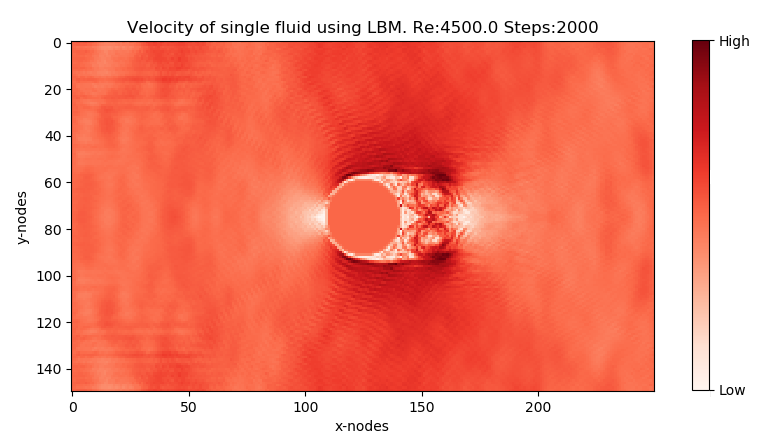 Velocity of single fluid using LBM. Re:4500.0 Steps:2000
High
0
20
40
60
80
100
120
140
y-nodes
Low
0 50 100 150 200
x-nodes